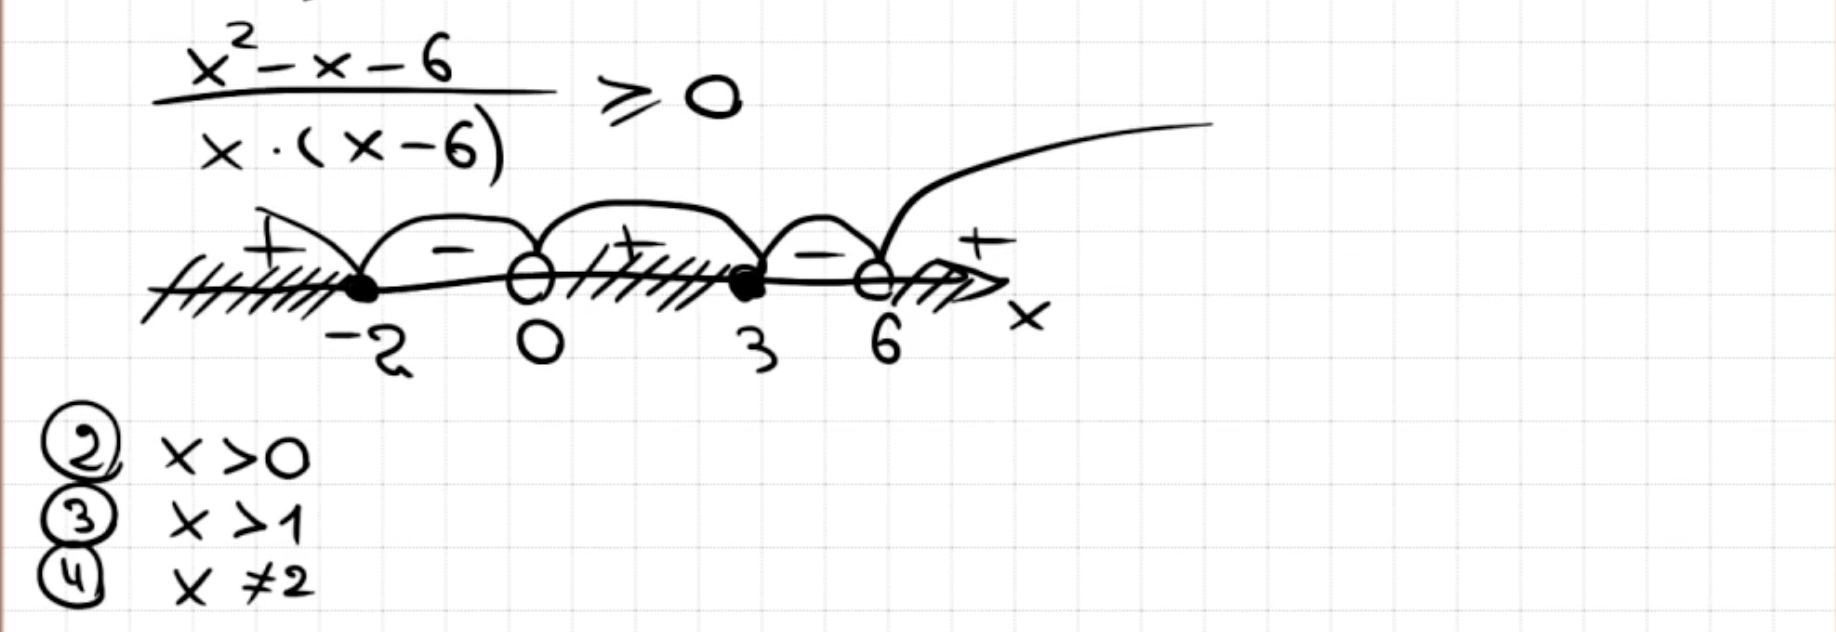 x² - x - 6
x · (x - 6)
⩾ 0
+ - + - +
-2 0 3 6 x
② x > 0
③ x > 1
④ x ≠ 2